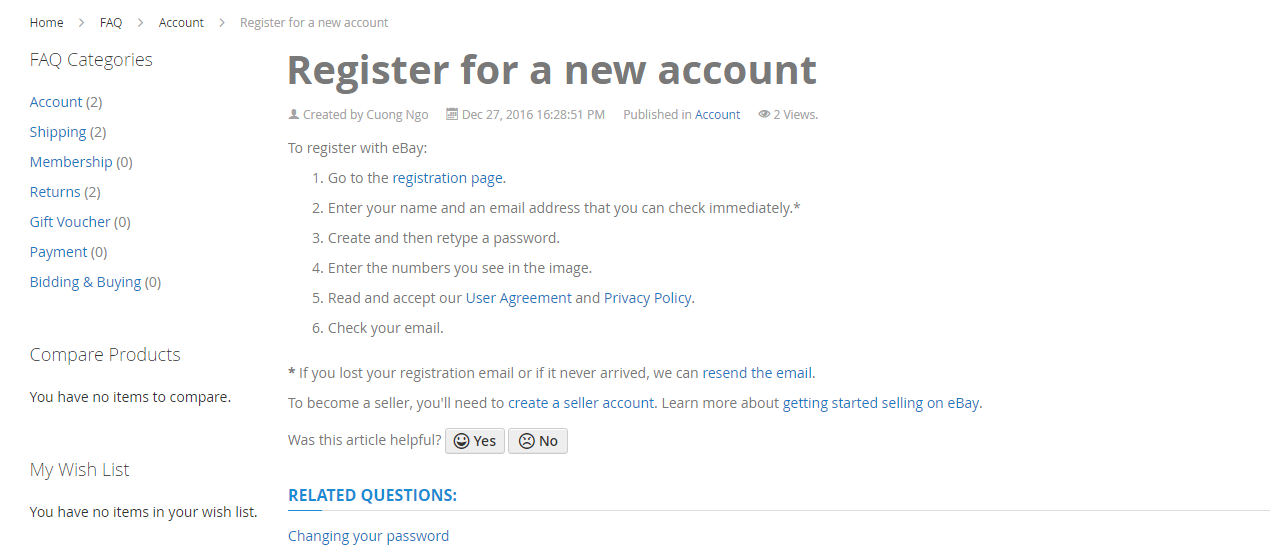 Home > FAQ > Account > Register for a new account
FAQ Categories
Account (2)
Shipping (2)
Membership (0)
Returns (2)
Gift Voucher (0)
Payment (0)
Bidding & Buying (0)
Compare Products
You have no items to compare.
My Wish List
You have no items in your wish list.
Register for a new account
Created by Cuong Ngo Dec 27, 2016 16:28:51 PM Published in Account 2 Views.
To register with eBay:
1. Go to the registration page.
2. Enter your name and an email address that you can check immediately.*
3. Create and then retype a password.
4. Enter the numbers you see in the image.
5. Read and accept our User Agreement and Privacy Policy.
6. Check your email.
* If you lost your registration email or if it never arrived, we can resend the email.
To become a seller, you'll need to create a seller account. Learn more about getting started selling on eBay.
Was this article helpful? Yes No
RELATED QUESTIONS:
Changing your password